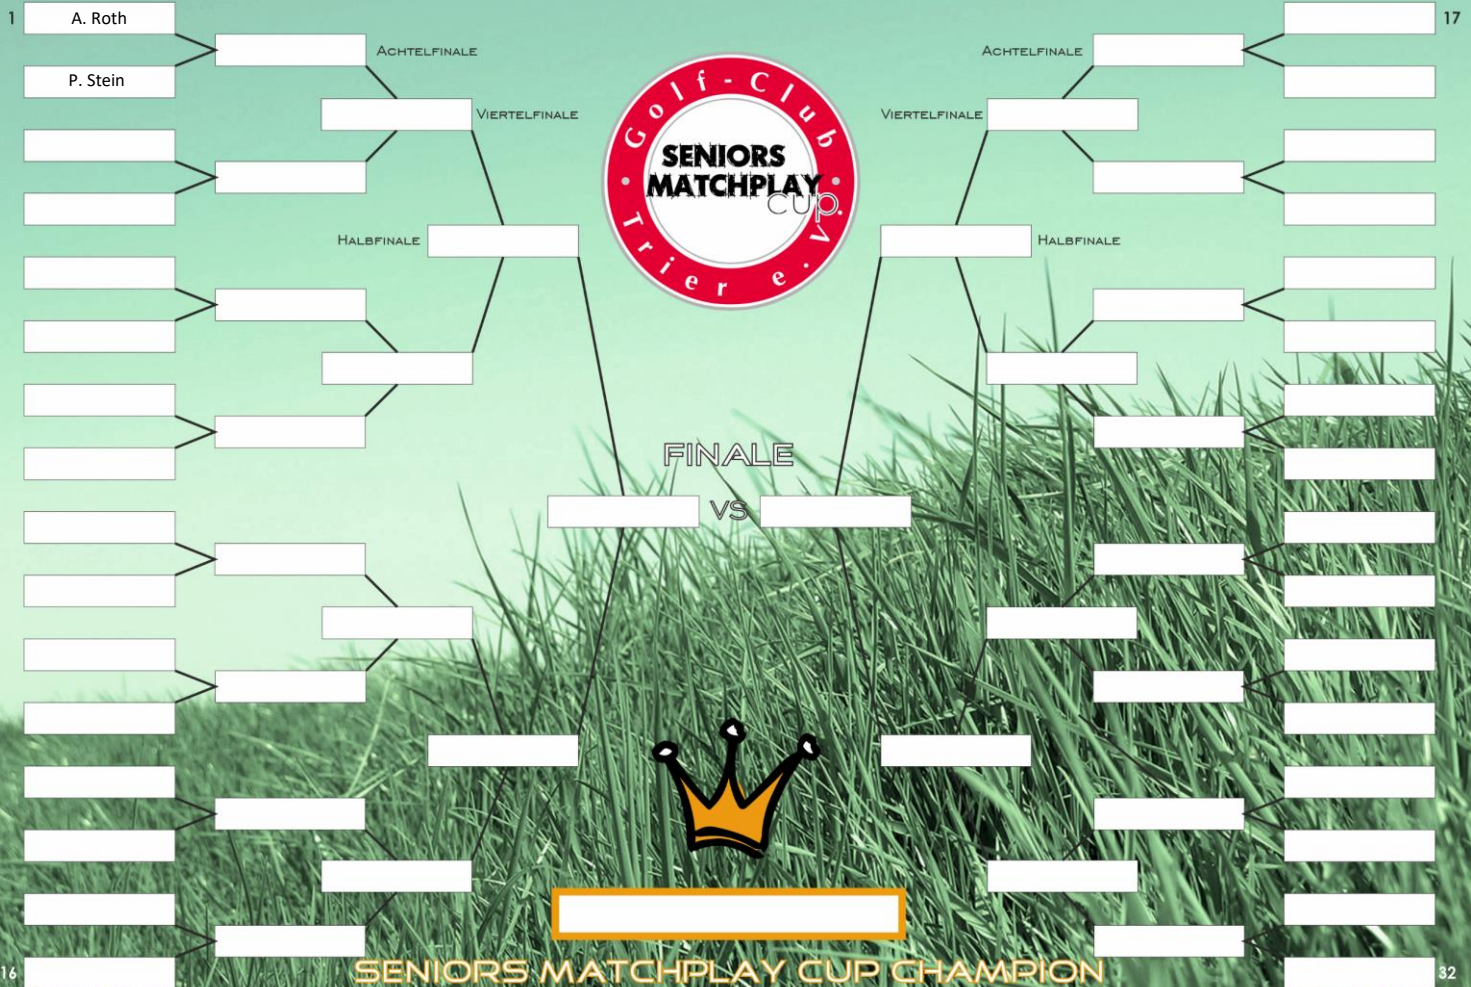 1
A. Roth
17
P. Stein
ACHTELFINALE
ACHTELFINALE
VIERTELFINALE
VIERTELFINALE
HALBFINALE
HALBFINALE
Golf-Club
SENIORS
MATCHPLAY
CUP
Trier e.V.
FINALE
VS
16
32
SENIORS MATCHPLAY CUP CHAMPION